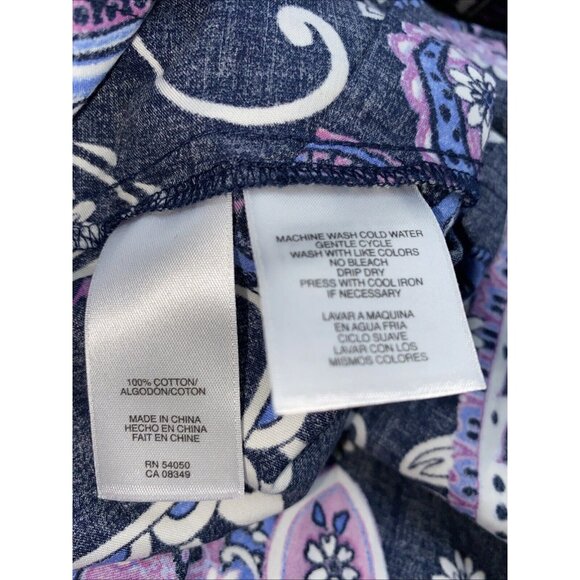 100% COTTON/
ALGODÓN/COTON
MADE IN CHINA
HECHO EN CHINA
FAIT EN CHINE
RN 54050
CA 08349
MACHINE WASH COLD WATER
GENTLE CYCLE
WASH WITH LIKE COLORS
NO BLEACH
DRIP DRY
PRESS WITH COOL IRON
IF NECESSARY
LAVAR A MAQUINA
EN AGUA FRIA
CICLO SUAVE
LAVAR CON LOS
MISMOS COLORES